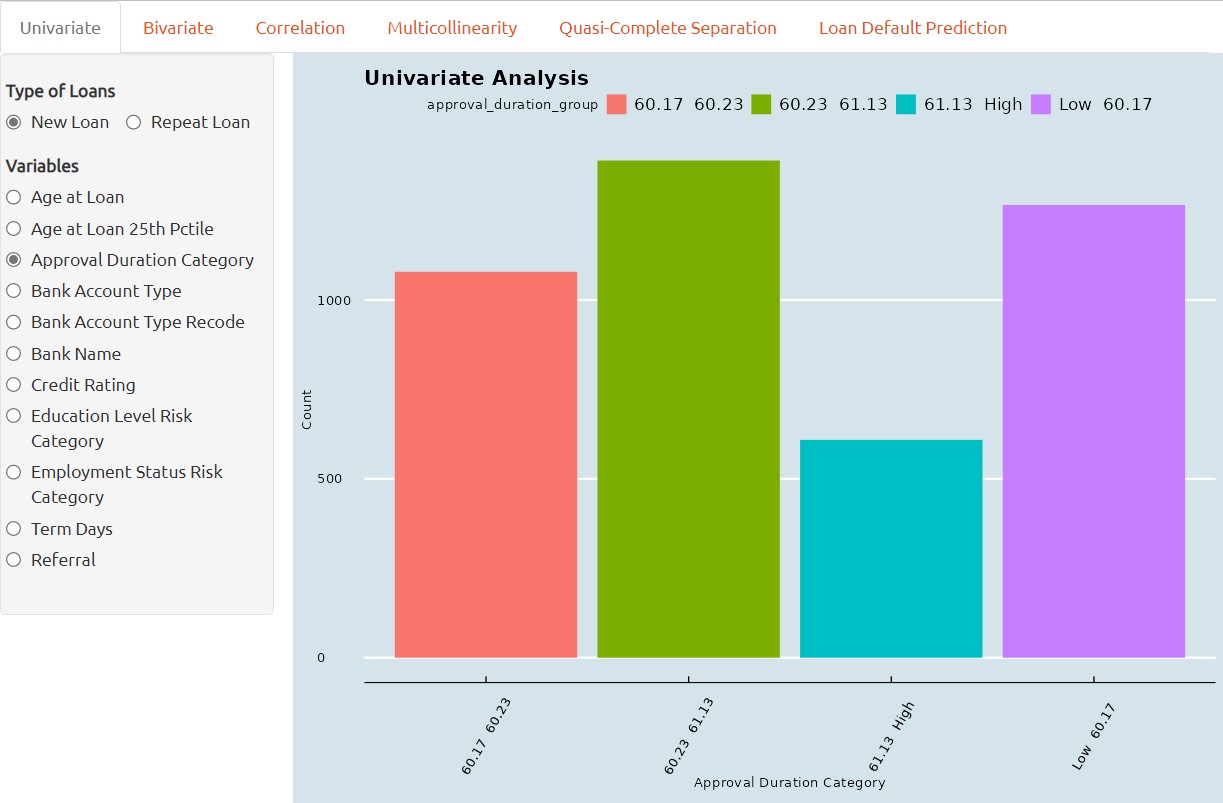 Univariate Bivariate Correlation Multicollinearity Quasi-Complete Separation Loan Default Prediction
Type of Loans
New Loan Repeat Loan
Variables
Age at Loan
Age at Loan 25th Pctile
Approval Duration Category
Bank Account Type
Bank Account Type Recode
Bank Name
Credit Rating
Education Level Risk
Category
Employment Status Risk
Category
Term Days
Referral
Univariate Analysis
approval_duration_group 60.17 60.23 60.23 61.13 61.13 High Low 60.17
Count
1000
500
0
60.17 60.23
60.23 61.13
61.13 High
Low 60.17
Approval Duration Category